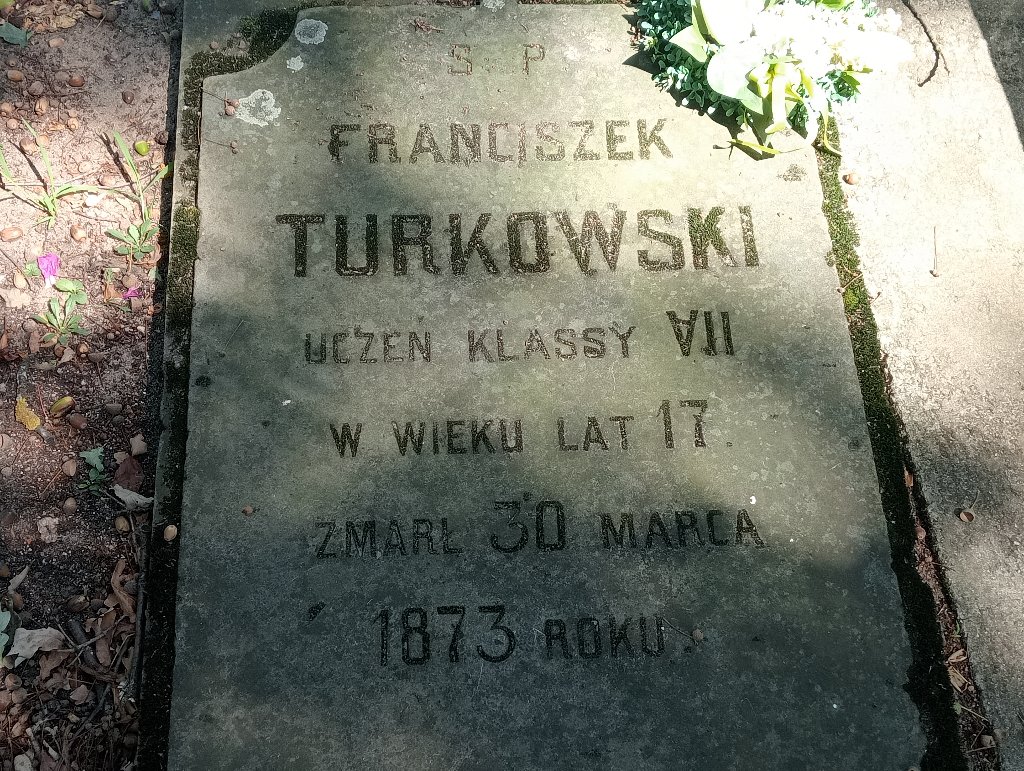 S P
FRANCISZEK
TURKOWSKI
UCZEŃ KLASSY VII
W WIEKU LAT 17.
ZMARŁ 30 MARCA
1873 ROKU.